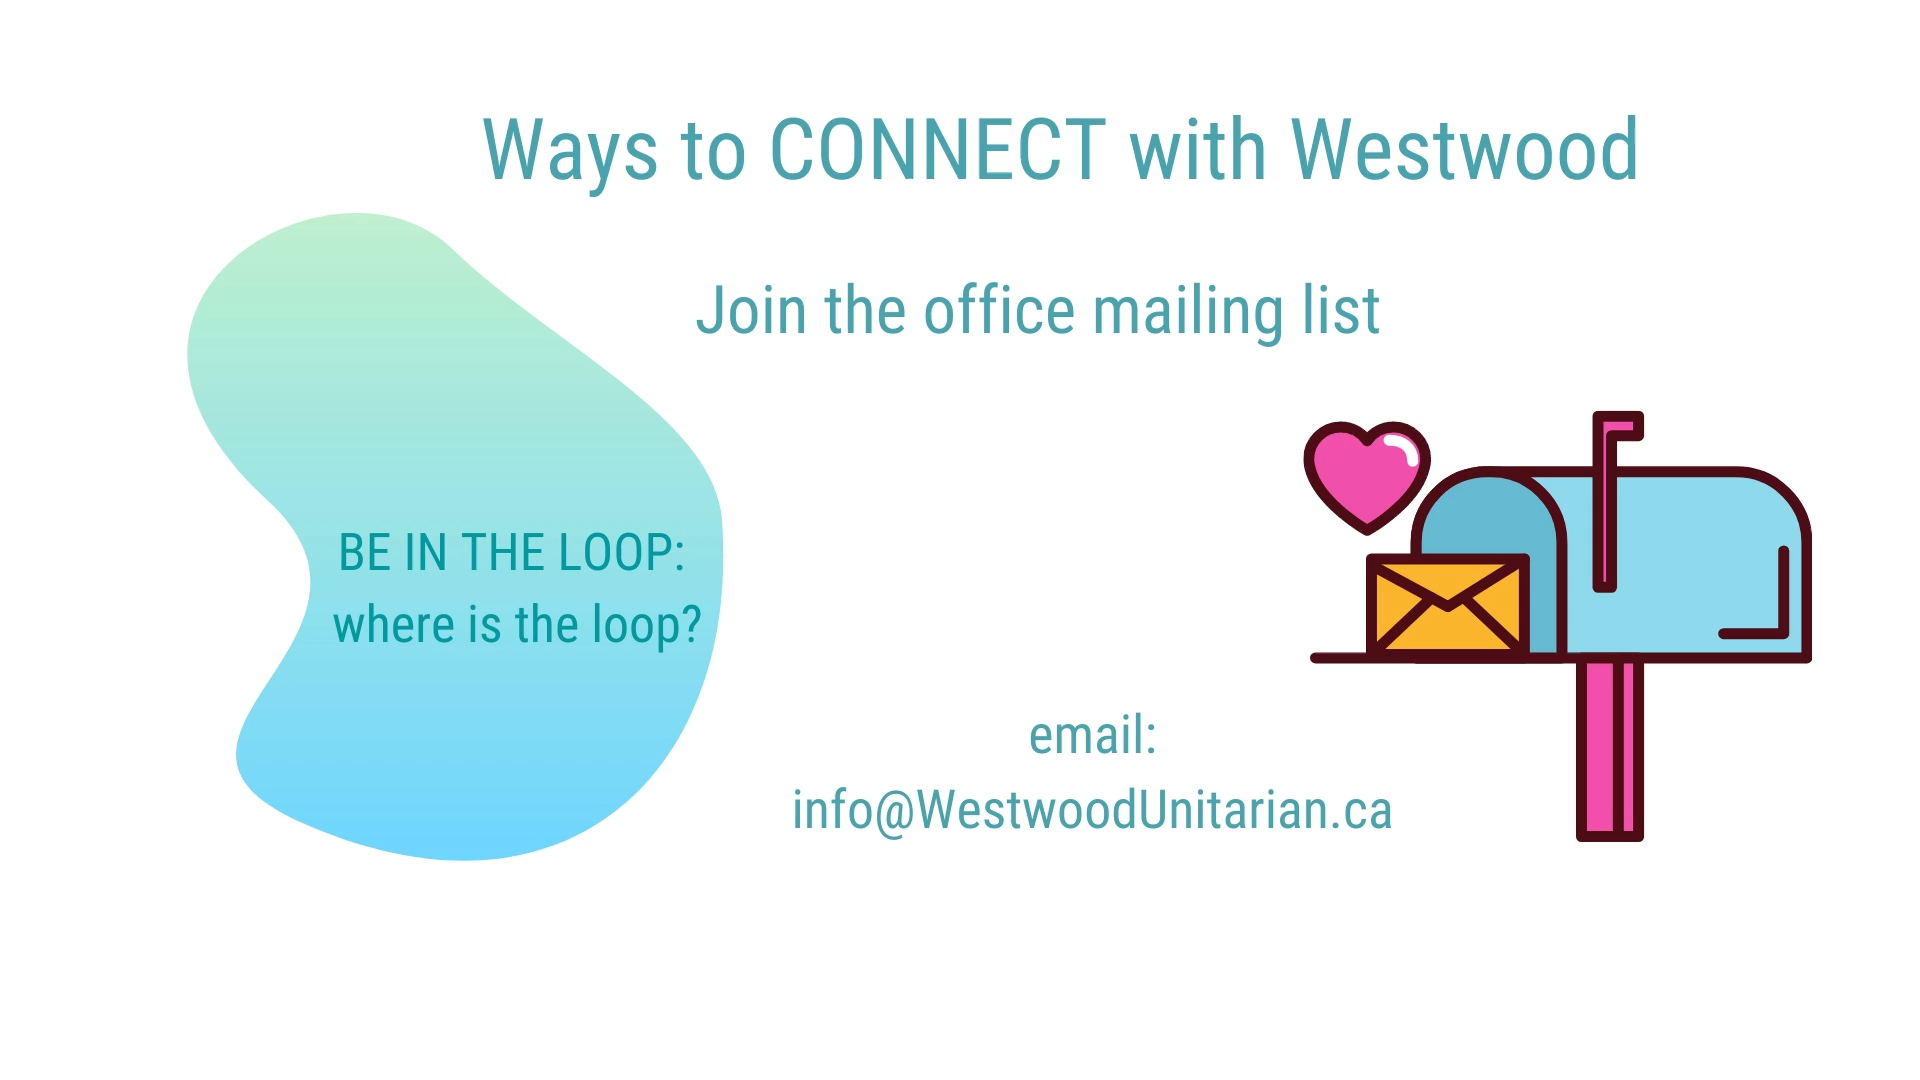 Ways to CONNECT with Westwood
Join the office mailing list
BE IN THE LOOP:
where is the loop?
email:
info@WestwoodUnitarian.ca